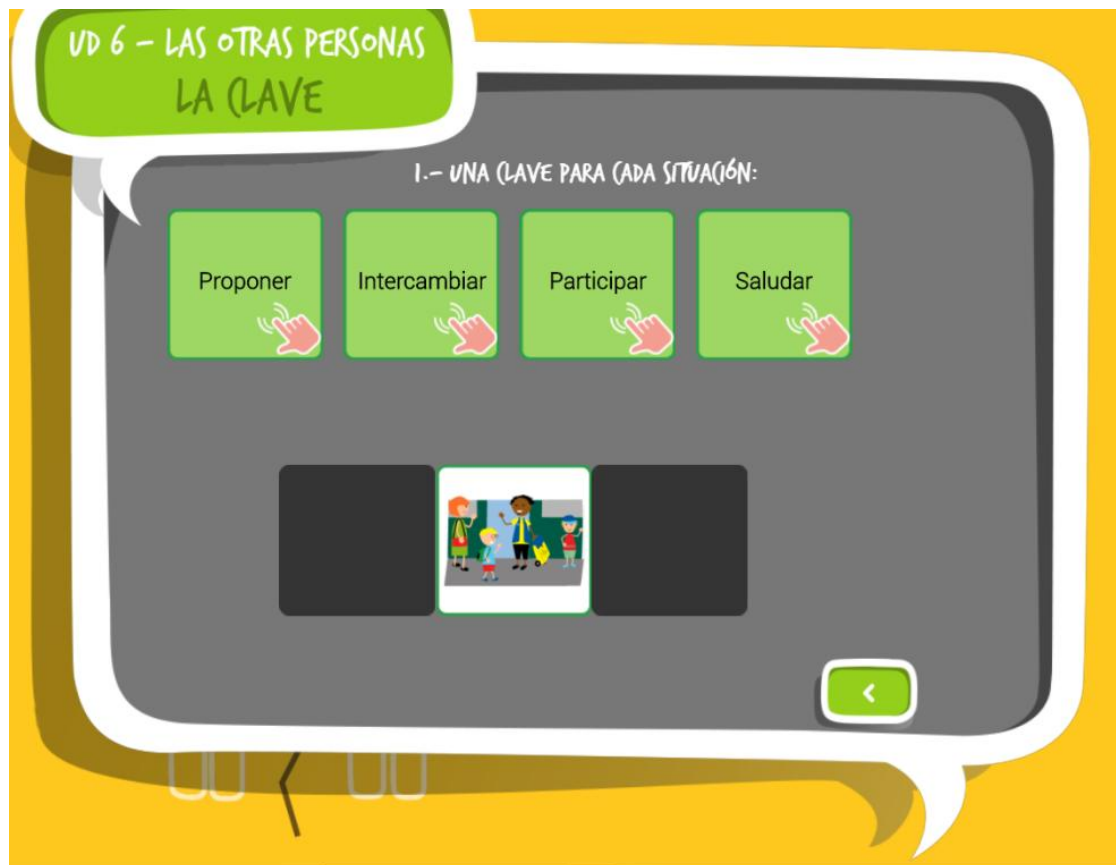 UD 6 – LAS OTRAS PERSONAS
LA CLAVE
1.– UNA CLAVE PARA CADA SITUACIÓN:
Proponer Intercambiar Participar Saludar